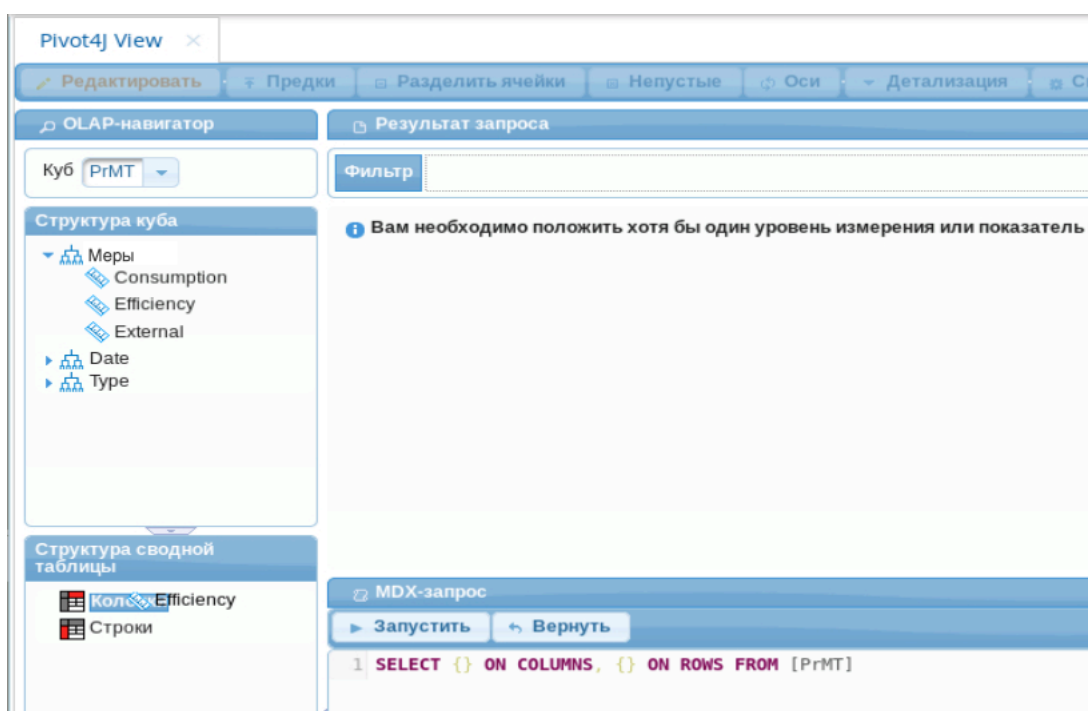 Pivot4J View
Редактировать Предки Разделить ячейки Непустые Оси Детализация
OLAP-навигатор
Результат запроса
Куб PrMT
Фильтр
Структура куба
Вам необходимо положить хотя бы один уровень измерения или показатель
Меры
Consumption
Efficiency
External
Date
Type
Структура сводной
таблицы
Efficiency
Строки
MDX-запрос
Запустить Вернуть
1 SELECT {} ON COLUMNS, {} ON ROWS FROM [PrMT]